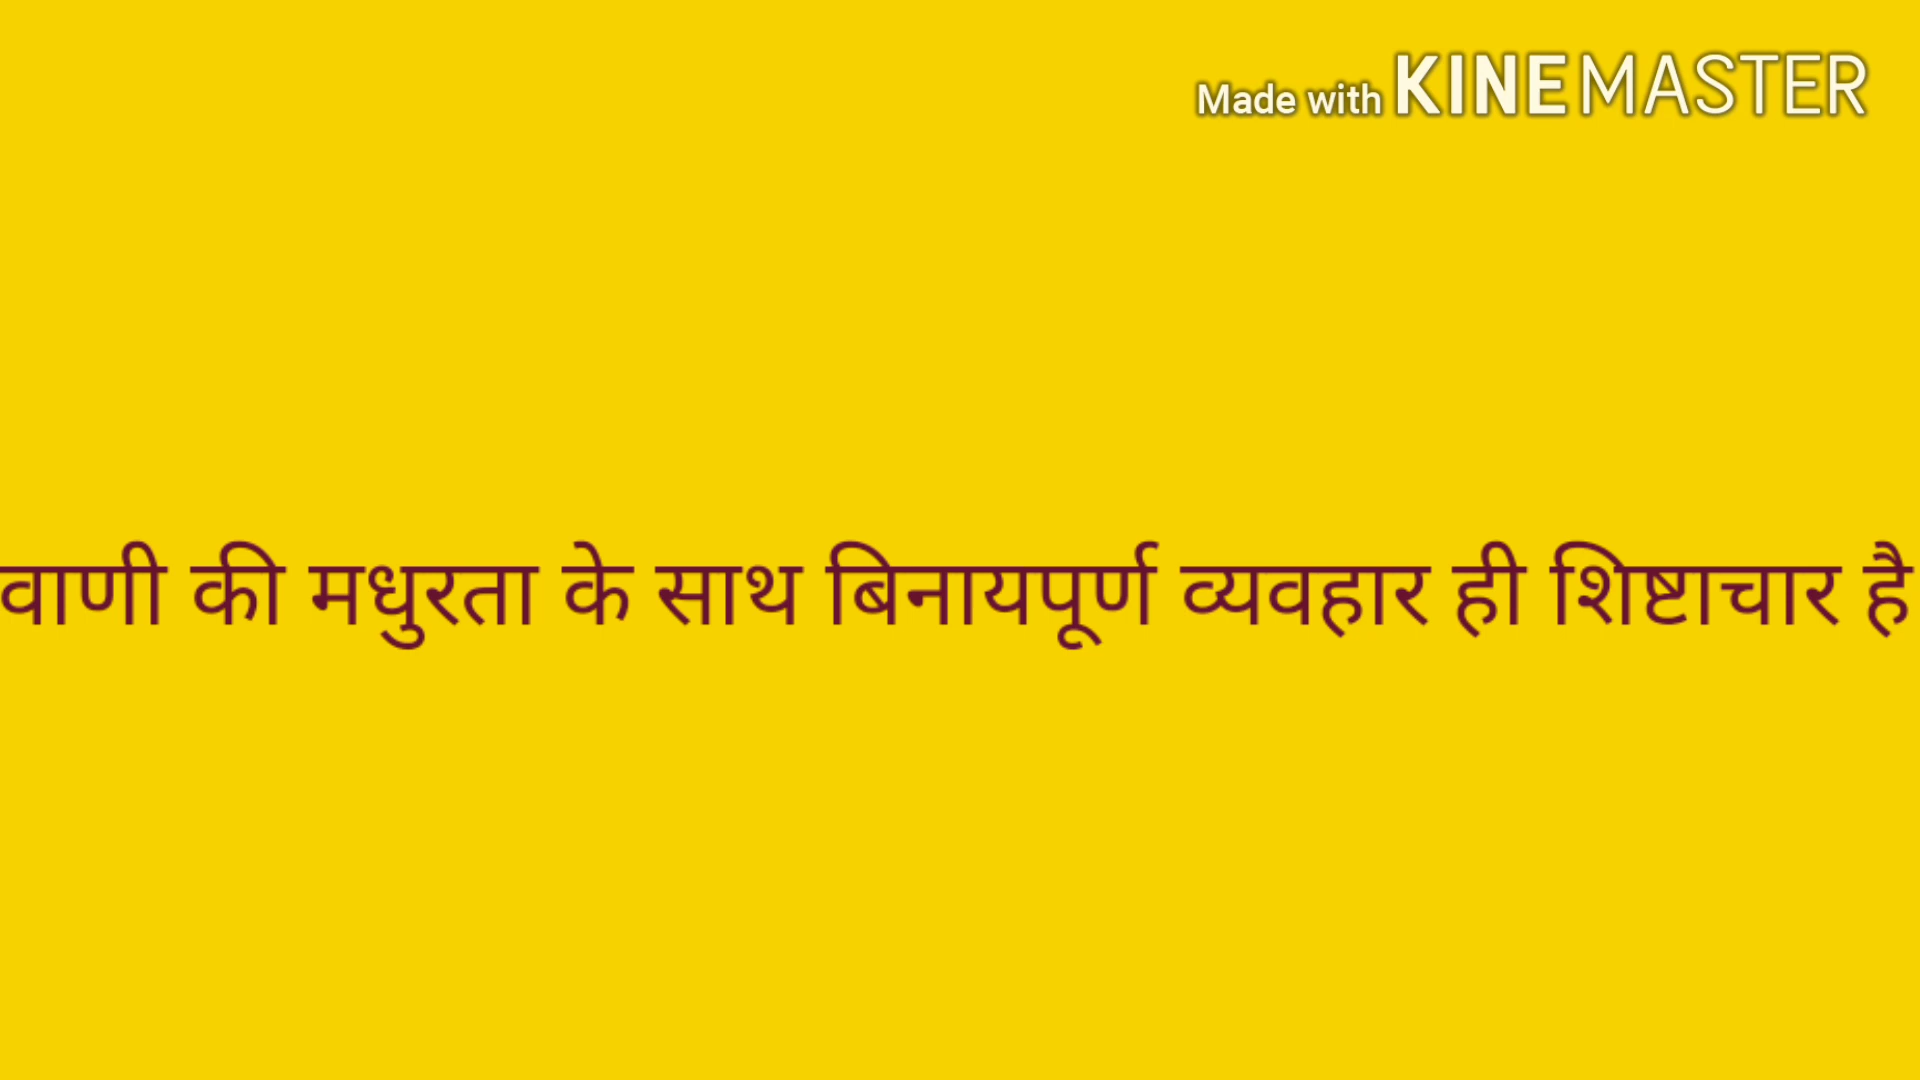 Made with KINEMASTER
वाणी की मधुरता के साथ बिनायपूर्ण व्यवहार ही शिष्टाचार है